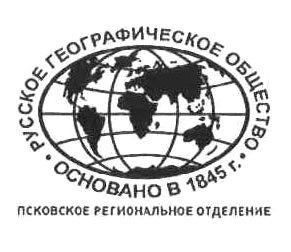 • РУССКОЕ ГЕОГРАФИЧЕСКОЕ ОБЩЕСТВО •
ОСНОВАНО В 1845 г.
ПСКОВСКОЕ РЕГИОНАЛЬНОЕ ОТДЕЛЕНИЕ